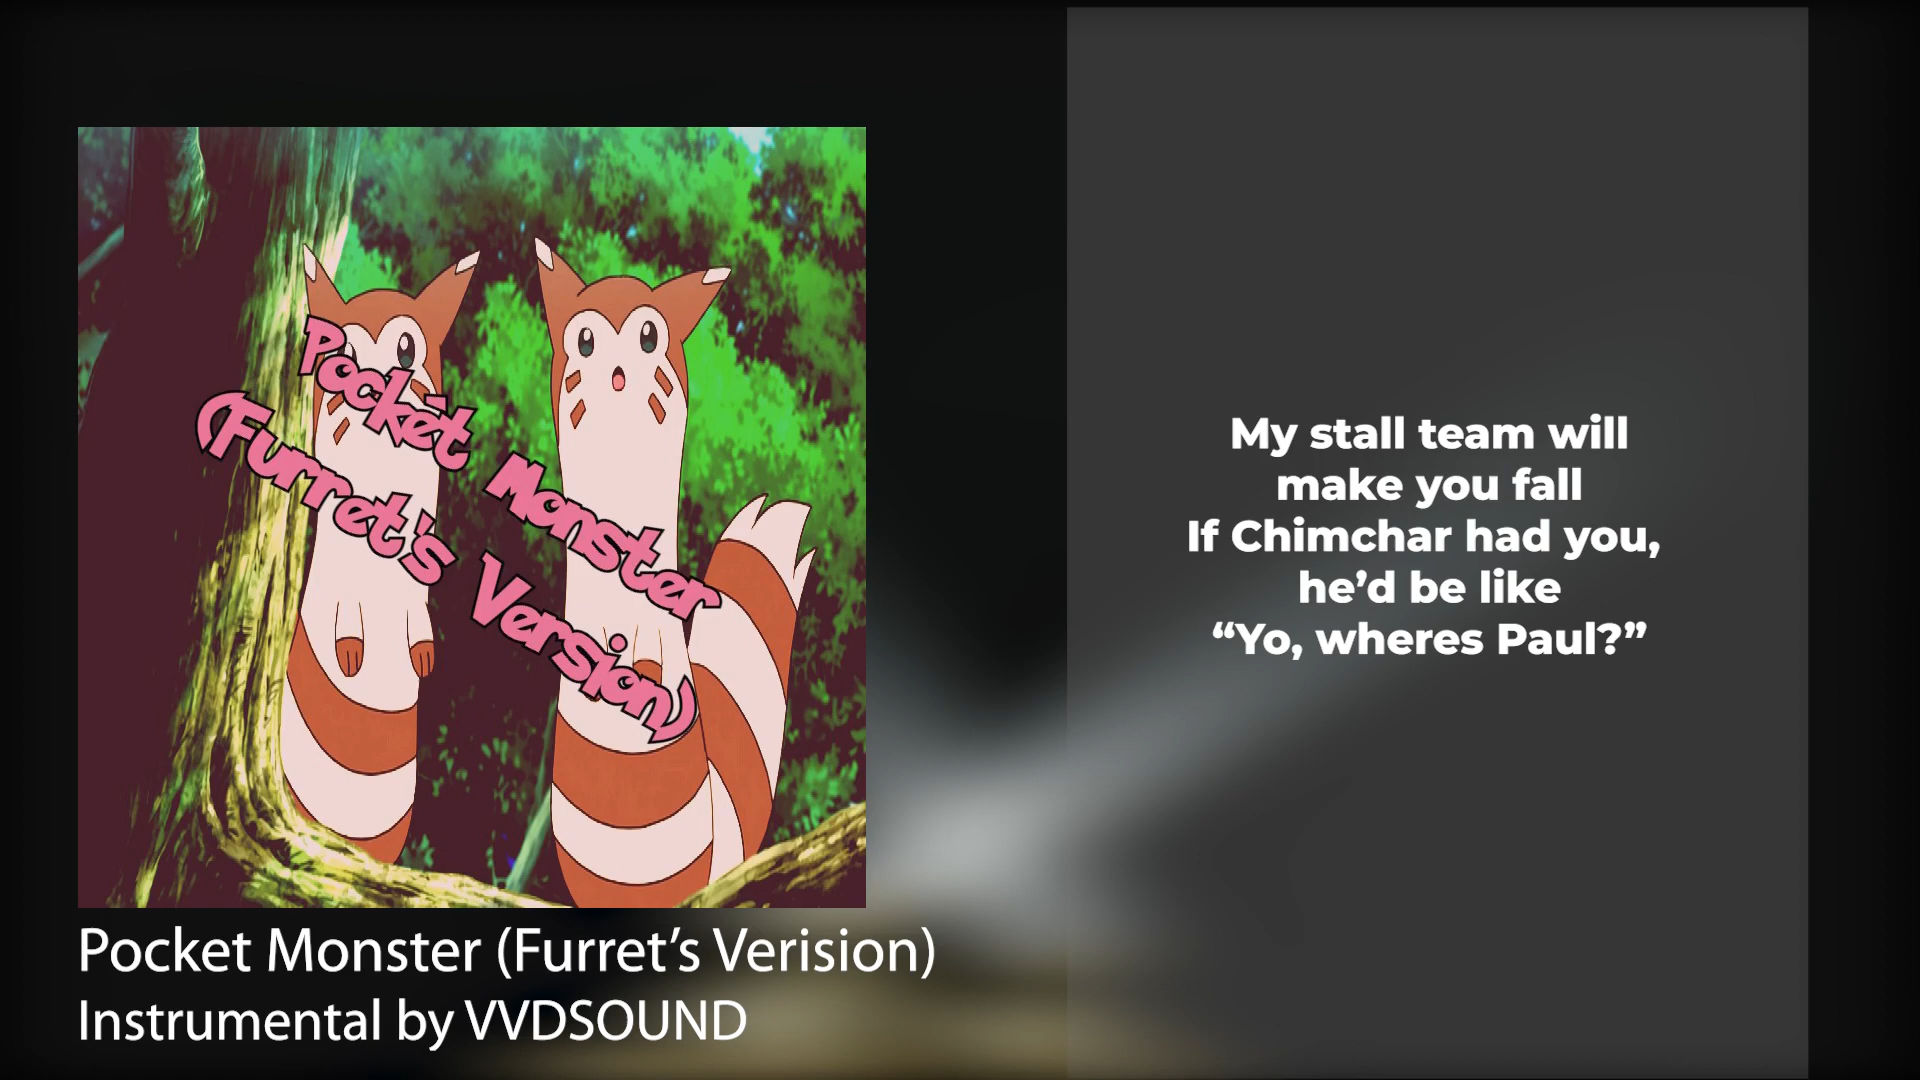 Pocket Monster
(Furret's Version)
Pocket Monster (Furret’s Verision)
Instrumental by VVDSOUND
My stall team will
make you fall
If Chimchar had you,
he’d be like
“Yo, wheres Paul?”